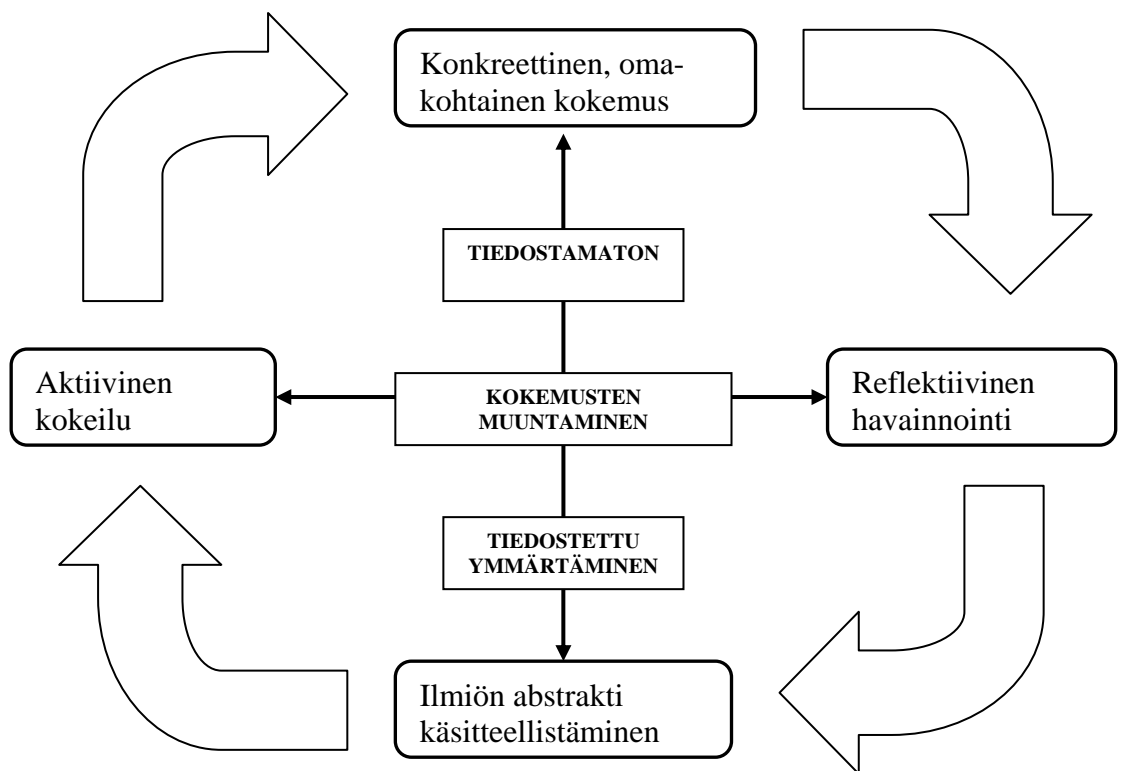 Konkreettinen, oma-
kohtainen kokemus
TIEDOSTAMATON
Aktiivinen
kokeilu
KOKEMUSTEN
MUUNTAMINEN
Reflektiivinen
havainnointi
TIEDOSTETTU
YMMÄRTÄMINEN
Ilmiön abstrakti
käsitteellistäminen